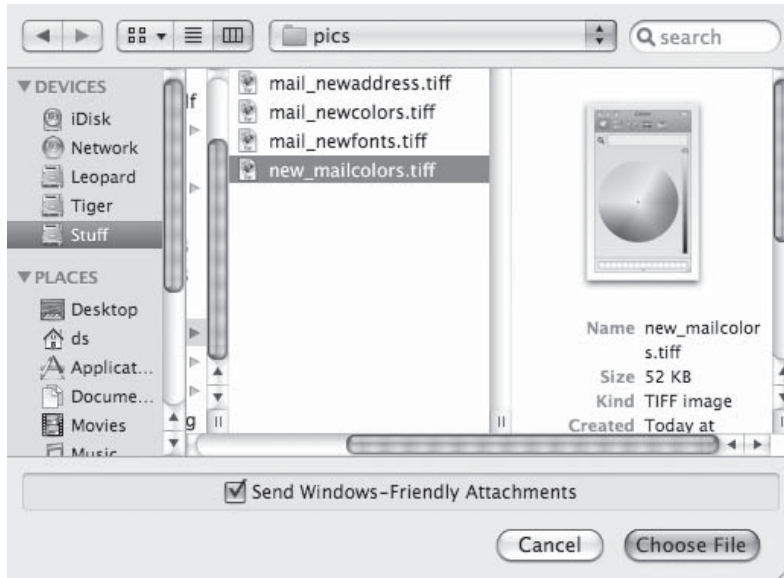 pics
search
DEVICES
iDisk
Network
Leopard
Tiger
Stuff
PLACES
Desktop
ds
Applicat...
Docume...
Movies
Music
lf
g
mail_newaddress.tiff
mail_newcolors.tiff
mail_newfonts.tiff
new_mailcolors.tiff
Name new_mailcolor
s.tiff
Size 52 KB
Kind TIFF image
Created Today at
Send Windows-Friendly Attachments
Cancel
Choose File